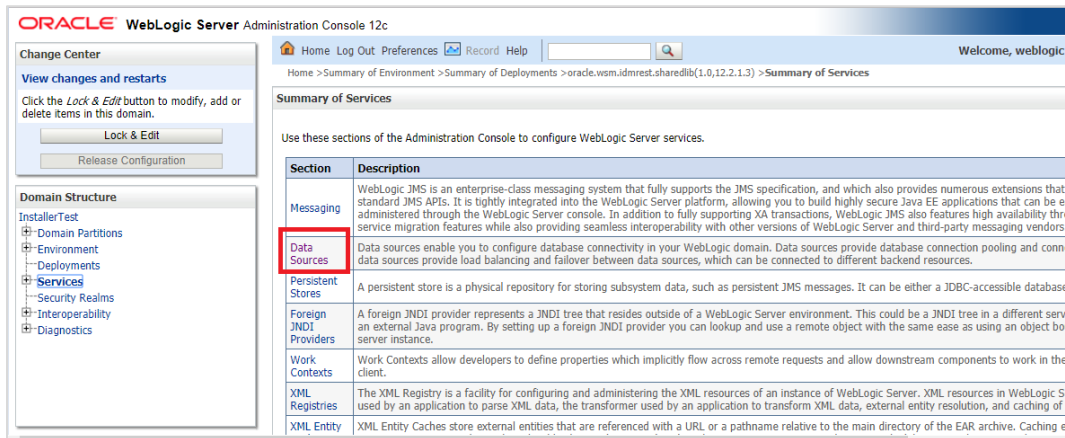 ORACLE WebLogic Server Administration Console 12c
Change Center
View changes and restarts
Click the Lock & Edit button to modify, add or
delete items in this domain.
Lock & Edit
Release Configuration
Domain Structure
InstallerTest
Domain Partitions
Environment
Deployments
Services
Security Realms
Interoperability
Diagnostics
Home Log Out Preferences Record Help
Welcome, weblogic
Home >Summary of Environment >Summary of Deployments >oracle.wsm.idmrest.sharedlib(1.0,12.2.1.3) >Summary of Services
Summary of Services
Use these sections of the Administration Console to configure WebLogic Server services.
Section Description
Messaging
WebLogic JMS is an enterprise-class messaging system that fully supports the JMS specification, and which also provides numerous extensions that
standard JMS APIs. It is tightly integrated into the WebLogic Server platform, allowing you to build highly secure Java EE applications that can be e
administered through the WebLogic Server console. In addition to fully supporting XA transactions, WebLogic JMS also features high availability thr
service migration features while also providing seamless interoperability with other versions of WebLogic Server and third-party messaging vendors
Data
Sources
Data sources enable you to configure database connectivity in your WebLogic domain. Data sources provide database connection pooling and conn
data sources provide load balancing and failover between data sources, which can be connected to different backend resources.
Persistent
Stores
A persistent store is a physical repository for storing subsystem data, such as persistent JMS messages. It can be either a JDBC-accessible database
Foreign
JNDI
Providers
A foreign JNDI provider represents a JNDI tree that resides outside of a WebLogic Server environment. This could be a JNDI tree in a different serv
an external Java program. By setting up a foreign JNDI provider you can lookup and use a remote object with the same ease as using an object bo
server instance.
Work
Contexts
Work Contexts allow developers to define properties which implicitly flow across remote requests and allow downstream components to work in the
client.
XML
Registries
The XML Registry is a facility for configuring and administering the XML resources of an instance of WebLogic Server. XML resources in WebLogic S
used by an application to parse XML data, the transformer used by an application to transform XML data, external entity resolution, and caching of
XML Entity
XML Entity Caches store external entities that are referenced with a URL or a pathname relative to the main directory of the EAR archive. Caching e